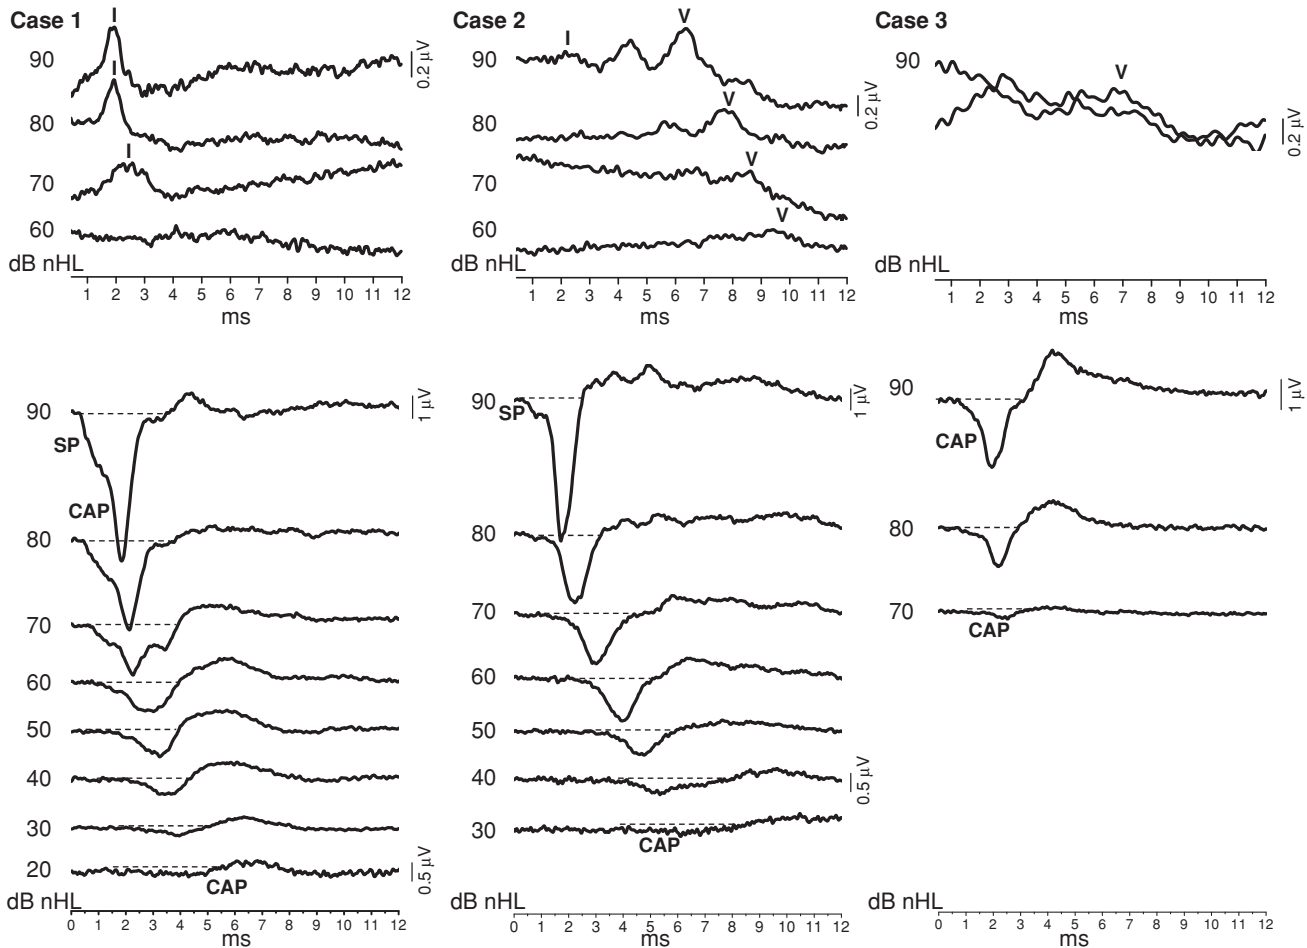 Case 1
I
90
0.2 µV
I
80
I
70
60
dB nHL
1 2 3 4 5 6 7 8 9 10 11 12
ms
Case 2
V
I
90
0.2 µV
V
80
V
70
V
60
dB nHL
1 2 3 4 5 6 7 8 9 10 11 12
ms
Case 3
90
V
0.2 µV
dB nHL
1 2 3 4 5 6 7 8 9 10 11 12
ms
90
1 µV
SP
CAP
80
70
60
50
40
30
20
0.5 µV
CAP
dB nHL
0 1 2 3 4 5 6 7 8 9 10 11 12
ms
90
1 µV
SP
80
70
60
50
40
0.5 µV
30
CAP
dB nHL
0 1 2 3 4 5 6 7 8 9 10 11 12
ms
90
1 µV
CAP
80
70
CAP
dB nHL
0 1 2 3 4 5 6 7 8 9 10 11 12
ms